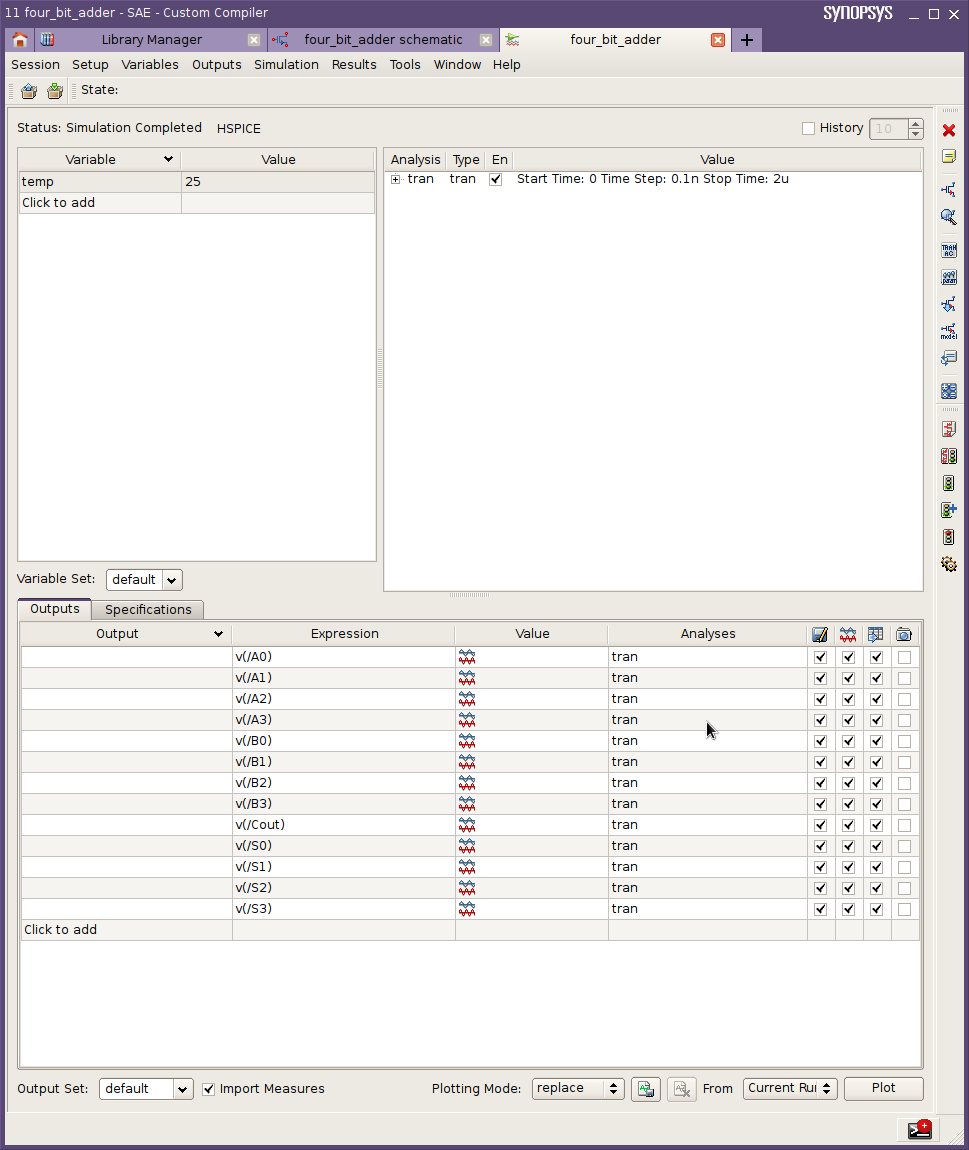 11 four_bit_adder - SAE - Custom Compiler SYNOPSYS
Library Manager four_bit_adder schematic four_bit_adder
Session Setup Variables Outputs Simulation Results Tools Window Help
State:
Status: Simulation Completed HSPICE History 10
Variable Value
temp 25
Click to add
Analysis Type En Value
tran tran Start Time: 0 Time Step: 0.1n Stop Time: 2u
Variable Set: default
Outputs Specifications
Output Expression Value Analyses
v(/A0) tran
v(/A1) tran
v(/A2) tran
v(/A3) tran
v(/B0) tran
v(/B1) tran
v(/B2) tran
v(/B3) tran
v(/Cout) tran
v(/S0) tran
v(/S1) tran
v(/S2) tran
v(/S3) tran
Click to add
Output Set: default Import Measures Plotting Mode: replace From Current Rui Plot